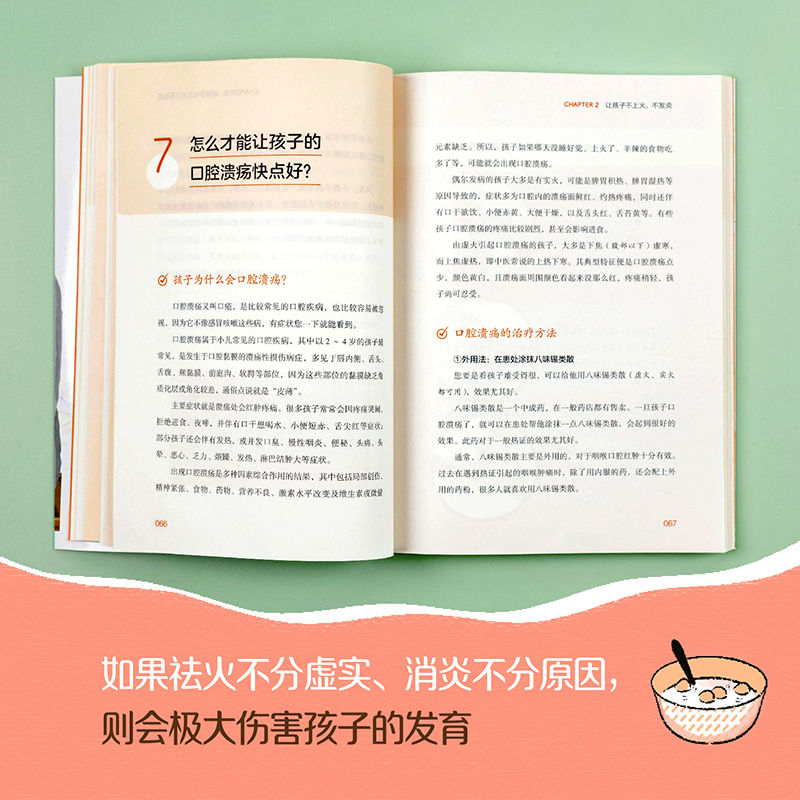 7
怎么才能让孩子的
口腔溃疡快点好？
孩子为什么会口腔溃疡？
口腔溃疡又叫口疮，是比较常见的口腔疾病，也比较容易被忽
视，因为它不像感冒咳嗽这些病，有症状您一下就能看到。
口腔溃疡属于小儿常见的口腔疾病，其中以2～4岁的孩子最
常见，是发生于口腔黏膜的溃疡性损伤病症，多见于唇内侧、舌头、
舌腹、颊黏膜、前庭沟、软腭等部位，因为这些部位的黏膜缺乏角
质化层或角化较差，通俗点说就是“皮薄”。
主要症状就是溃疡处会红肿疼痛。很多孩子常常会因疼痛哭闹、
拒绝进食、夜啼，并伴有口干想喝水、小便短赤、舌尖红等症状；
部分孩子还会伴有发热，或并发口臭、慢性咽炎、便秘、头痛、头
晕、恶心、乏力、烦躁、发热、淋巴结肿大等症状。
出现口腔溃疡是多种因素综合作用的结果，其中包括局部创伤、
精神紧张、食物、药物、营养不良、激素水平改变及维生素或微量
066
CHAPTER 2 让孩子不上火、不发炎
元素缺乏。所以，孩子如果哪天没睡好觉、上火了、辛辣的食物吃
多了等，可能就会出现口腔溃疡。
偶尔发病的孩子大多是有实火，可能是脾胃积热、脾胃湿热等
原因导致的，症状多为口腔内的溃疡面鲜红、灼热疼痛，同时还伴
有口干欲饮、小便赤黄、大便干燥，以及舌头红、舌苔黄等。有些
孩子口腔溃疡的疼痛比较剧烈，甚至会影响进食。
由虚火引起口腔溃疡的孩子，大多是下焦（腹部以下）虚寒，
而上焦虚热，即中医常说的上热下寒。其典型特征便是口腔溃疡点
少，颜色黄白，且溃疡面周围颜色看起来没那么红，疼痛稍轻，孩
子尚可忍受。
口腔溃疡的治疗方法
①外用法：在患处涂抹八味锡类散
您要是看孩子难受得很，可以给他用八味锡类散（虚火、实火
都可用），效果尤其好。
八味锡类散是一个中成药，在一般药店都有售卖。一旦孩子口
腔溃疡了，就可以在患处帮他涂抹一点八味锡类散，会起到很好的
效果。此药对于一般热证的效果尤其好。
通常，八味锡类散主要是外用的，对于咽喉口腔红肿十分有效。
过去在遇到热证引起的咽喉肿痛时，除了用内服的药，还会配上外
用的药粉，很多人就喜欢用八味锡类散。
067
如果祛火不分虚实、消炎不分原因，
则会极大伤害孩子的发育